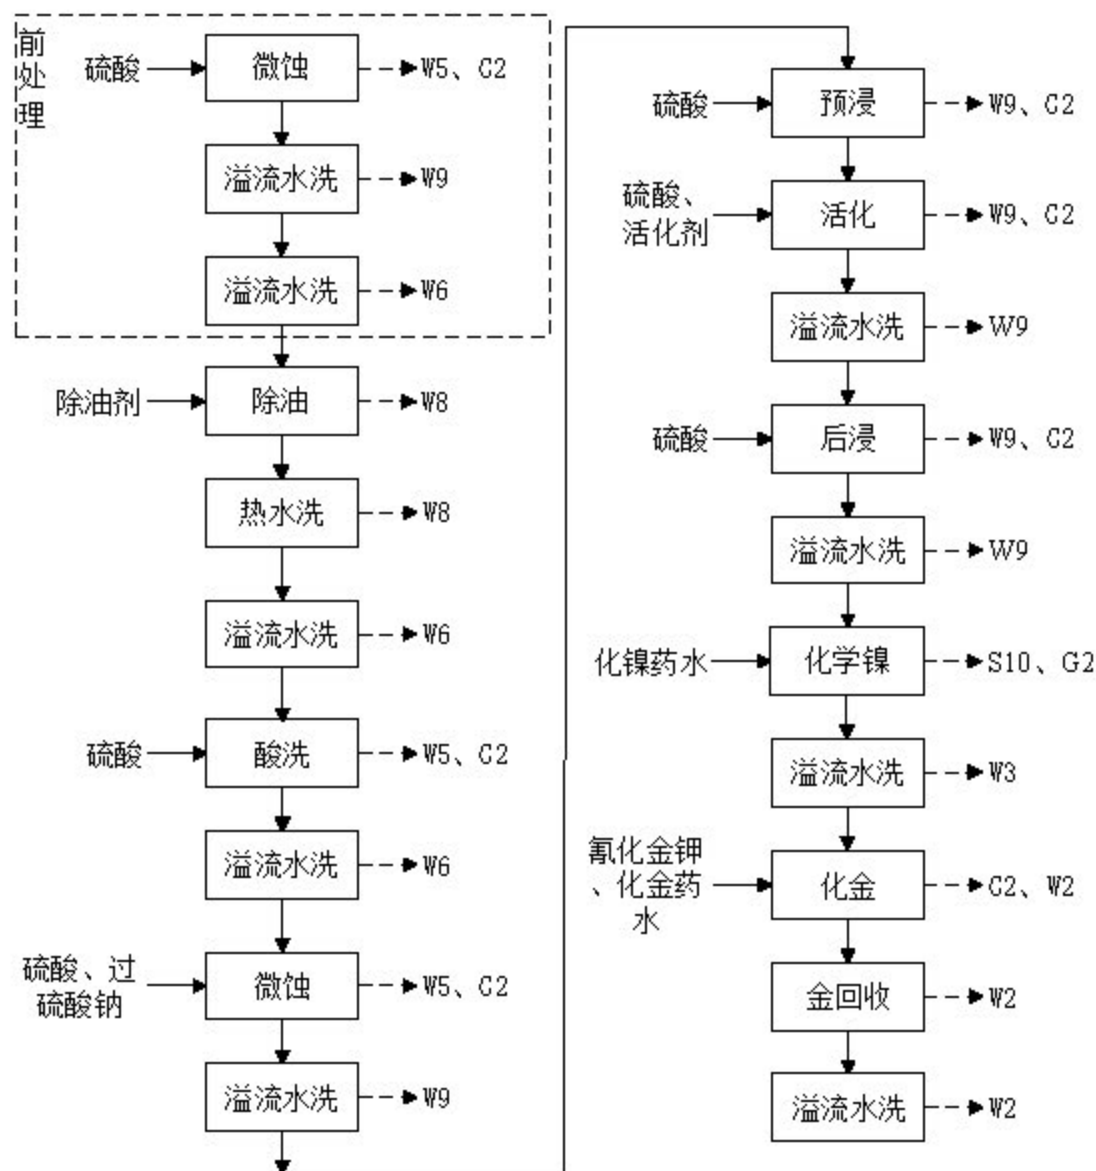 前
处
理
硫酸
微蚀
W5、G2
溢流水洗
W9
溢流水洗
W6
除油剂
除油
W8
热水洗
W8
溢流水洗
W6
硫酸
酸洗
W5、G2
溢流水洗
W6
硫酸、过
硫酸钠
微蚀
W5、G2
溢流水洗
W9
硫酸
预浸
W9、G2
硫酸、
活化剂
活化
W9、G2
溢流水洗
W9
硫酸
后浸
W9、G2
溢流水洗
W9
化镍药水
化学镍
S10、G2
溢流水洗
W3
氰化金钾
、化金药
水
化金
G2、W2
金回收
W2
溢流水洗
W2